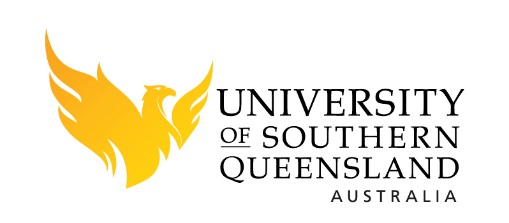 UNIVERSITY
OF SOUTHERN
QUEENSLAND
AUSTRALIA